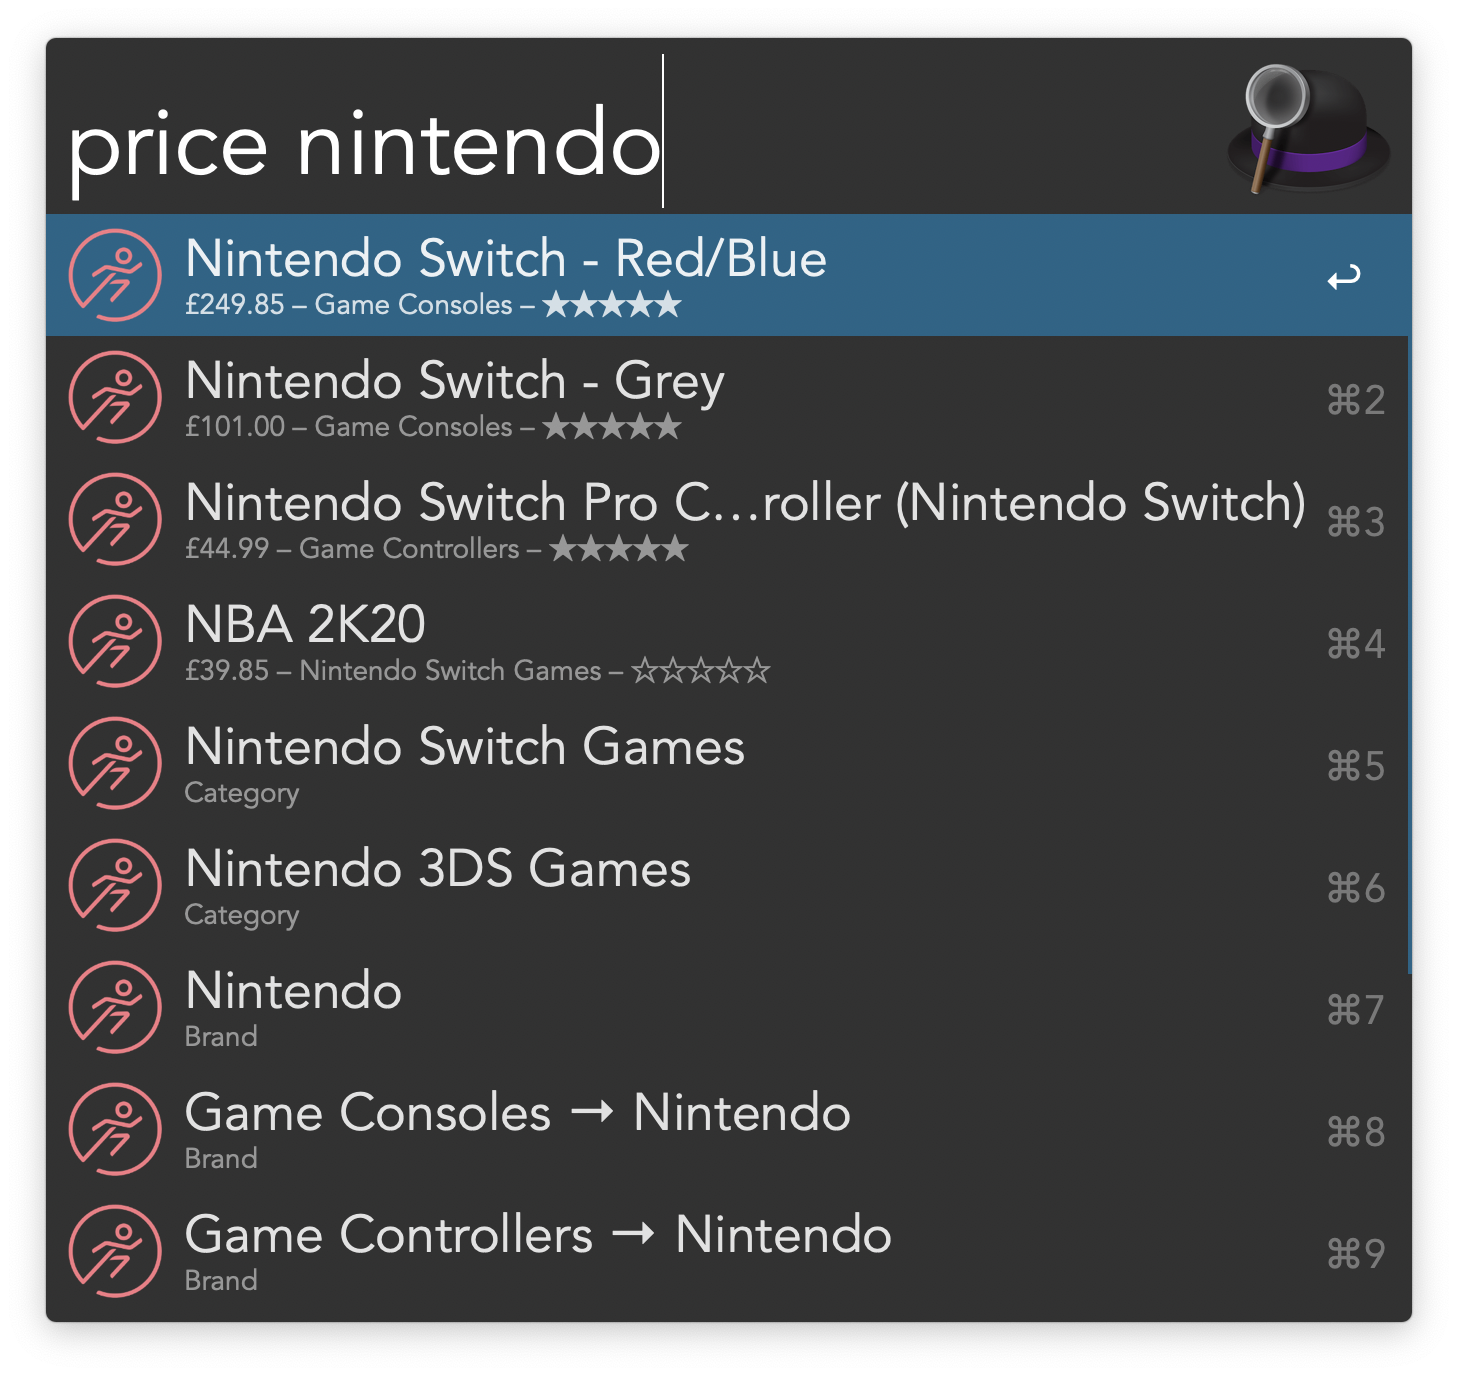 price nintendo
Nintendo Switch - Red/Blue
£249.85 – Game Consoles – ★★★★★
↩
Nintendo Switch - Grey
£101.00 – Game Consoles – ★★★★★
⌘2
Nintendo Switch Pro C…roller (Nintendo Switch)
£44.99 – Game Controllers – ★★★★★
⌘3
NBA 2K20
£39.85 – Nintendo Switch Games – ☆☆☆☆☆
⌘4
Nintendo Switch Games
Category
⌘5
Nintendo 3DS Games
Category
⌘6
Nintendo
Brand
⌘7
Game Consoles → Nintendo
Brand
⌘8
Game Controllers → Nintendo
Brand
⌘9